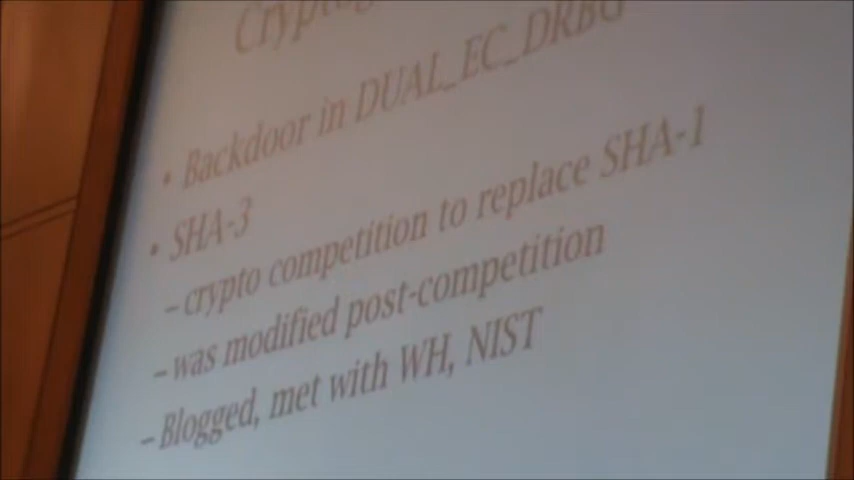 • Backdoor in DUAL_EC_DRBG
• SHA-3
– crypto competition to replace SHA-1
– was modified post-competition
– Blogged, met with WH, NIST